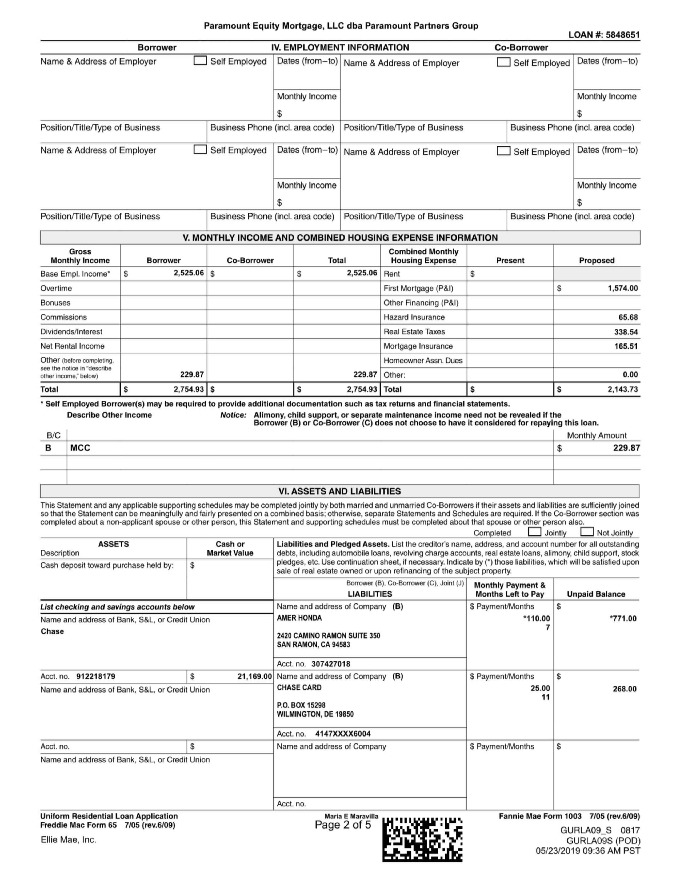 Paramount Equity Mortgage, LLC dba Paramount Partners Group
LOAN #: 5848651
Borrower IV. EMPLOYMENT INFORMATION Co-Borrower
Name & Address of Employer Self Employed Dates (from–to) Name & Address of Employer Self Employed Dates (from–to)
Monthly Income Monthly Income
$ $
Position/Title/Type of Business Business Phone (incl. area code) Position/Title/Type of Business Business Phone (incl. area code)
Name & Address of Employer Self Employed Dates (from–to) Name & Address of Employer Self Employed Dates (from–to)
Monthly Income Monthly Income
$ $
Position/Title/Type of Business Business Phone (incl. area code) Position/Title/Type of Business Business Phone (incl. area code)
V. MONTHLY INCOME AND COMBINED HOUSING EXPENSE INFORMATION
Gross Combined Monthly
Monthly Income Borrower Co-Borrower Total Housing Expense Present Proposed
Base Empl. Income* $ 2,525.06 $ $ 2,525.06 Rent $
Overtime First Mortgage (P&I) $ 1,574.00
Bonuses Other Financing (P&I)
Commissions Hazard Insurance 65.68
Dividends/Interest Real Estate Taxes 338.54
Net Rental Income Mortgage Insurance 165.51
Other (before completing, Homeowner Assn. Dues
see the notice in "describe
other income," below) 229.87 229.87 Other: 0.00
Total $ 2,754.93 $ $ 2,754.93 Total $ $ 2,143.73
* Self Employed Borrower(s) may be required to provide additional documentation such as tax returns and financial statements.
Describe Other Income Notice: Alimony, child support, or separate maintenance income need not be revealed if the
Borrower (B) or Co-Borrower (C) does not choose to have it considered for repaying this loan.
B/C Monthly Amount
B MCC $ 229.87
VI. ASSETS AND LIABILITIES
This Statement and any applicable supporting schedules may be completed jointly by both married and unmarried Co-Borrowers if their assets and liabilities are sufficiently joined
so that the Statement can be meaningfully and fairly presented on a combined basis; otherwise, separate Statements and Schedules are required. If the Co-Borrower section was
completed about a non-applicant spouse or other person, this Statement and supporting schedules must be completed about that spouse or other person also.
Completed Jointly Not Jointly
ASSETS Cash or Liabilities and Pledged Assets. List the creditor's name, address, and account number for all outstanding
Description Market Value debts, including automobile loans, revolving charge accounts, real estate loans, alimony, child support, stock
Cash deposit toward purchase held by: $ pledges, etc. Use continuation sheet, if necessary. Indicate by (*) those liabilities, which will be satisfied upon
sale of real estate owned or upon refinancing of the subject property.
Borrower (B), Co-Borrower (C), Joint (J) Monthly Payment &
LIABILITIES Months Left to Pay Unpaid Balance
List checking and savings accounts below Name and address of Company (B) $ Payment/Months $
Name and address of Bank, S&L, or Credit Union AMER HONDA *110.00 *771.00
Chase 7
2420 CAMINO RAMON SUITE 350
SAN RAMON, CA 94583
Acct. no. 307427018
Acct. no. 912218179 $ 21,169.00 Name and address of Company (B) $ Payment/Months $
Name and address of Bank, S&L, or Credit Union CHASE CARD 25.00 268.00
11
P.O. BOX 15298
WILMINGTON, DE 19850
Acct. no. 4147XXXX6004
Acct. no. $ Name and address of Company $ Payment/Months $
Name and address of Bank, S&L, or Credit Union
Acct. no.
Uniform Residential Loan Application Maria E Maravilla Fannie Mae Form 1003 7/05 (rev.6/09)
Freddie Mac Form 65 7/05 (rev.6/09) Page 2 of 5
GURLA09_S 0817
Ellie Mae, Inc. GURLA09S (POD)
05/23/2019 09:36 AM PST